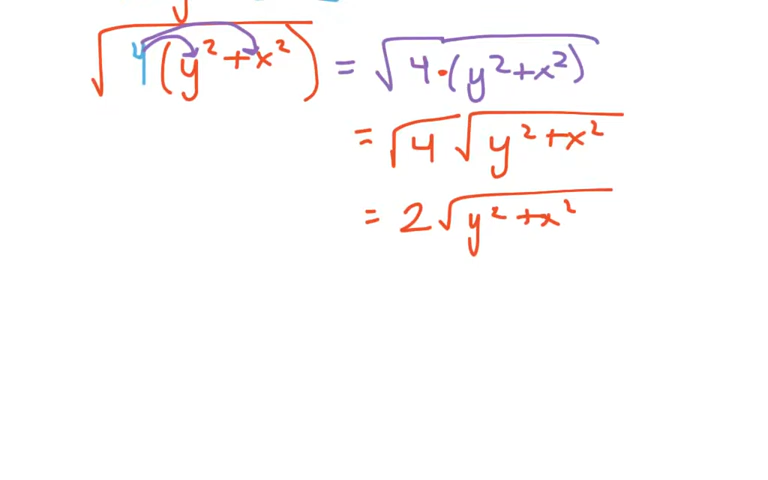 √4(y²+x²) = √4·(y²+x²)
= √4 √y²+x²
= 2√y²+x²